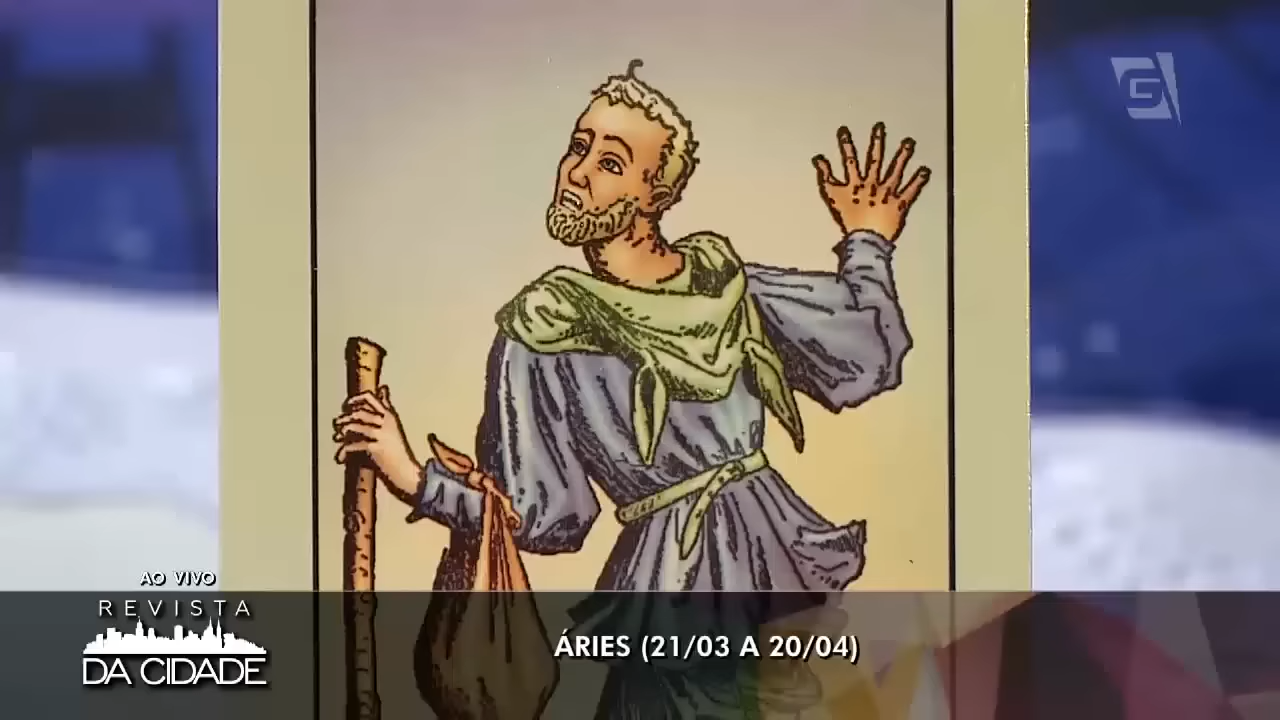 AO VIVO
REVISTA
DA CIDADE
ÁRIES (21/03 A 20/04)